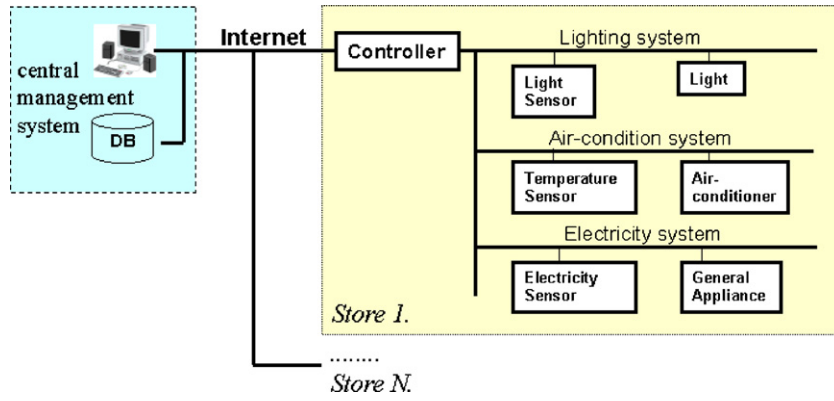 central
management
system
DB
Internet
Controller
Lighting system
Light
Sensor
Light
Air-condition system
Temperature
Sensor
Air-
conditioner
Electricity system
Electricity
Sensor
General
Appliance
Store 1.
........
Store N.